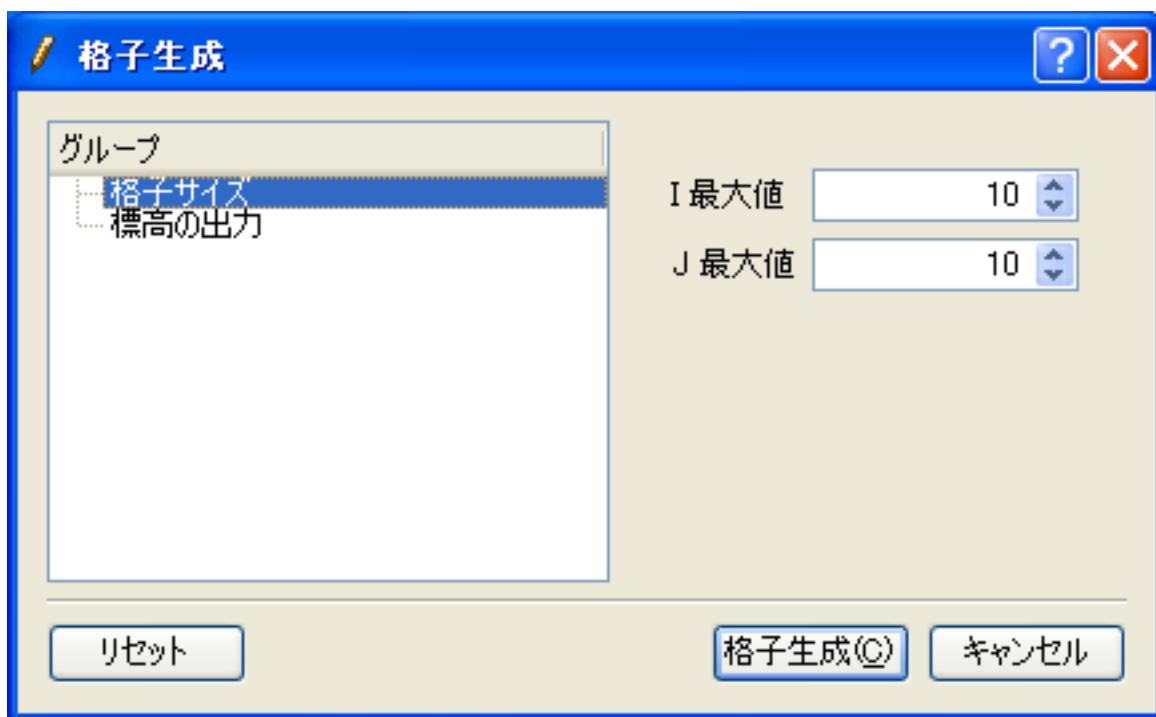 格子生成
グループ
格子サイズ
標高の出力
I 最大値 10
J 最大値 10
リセット
格子生成(C)
キャンセル